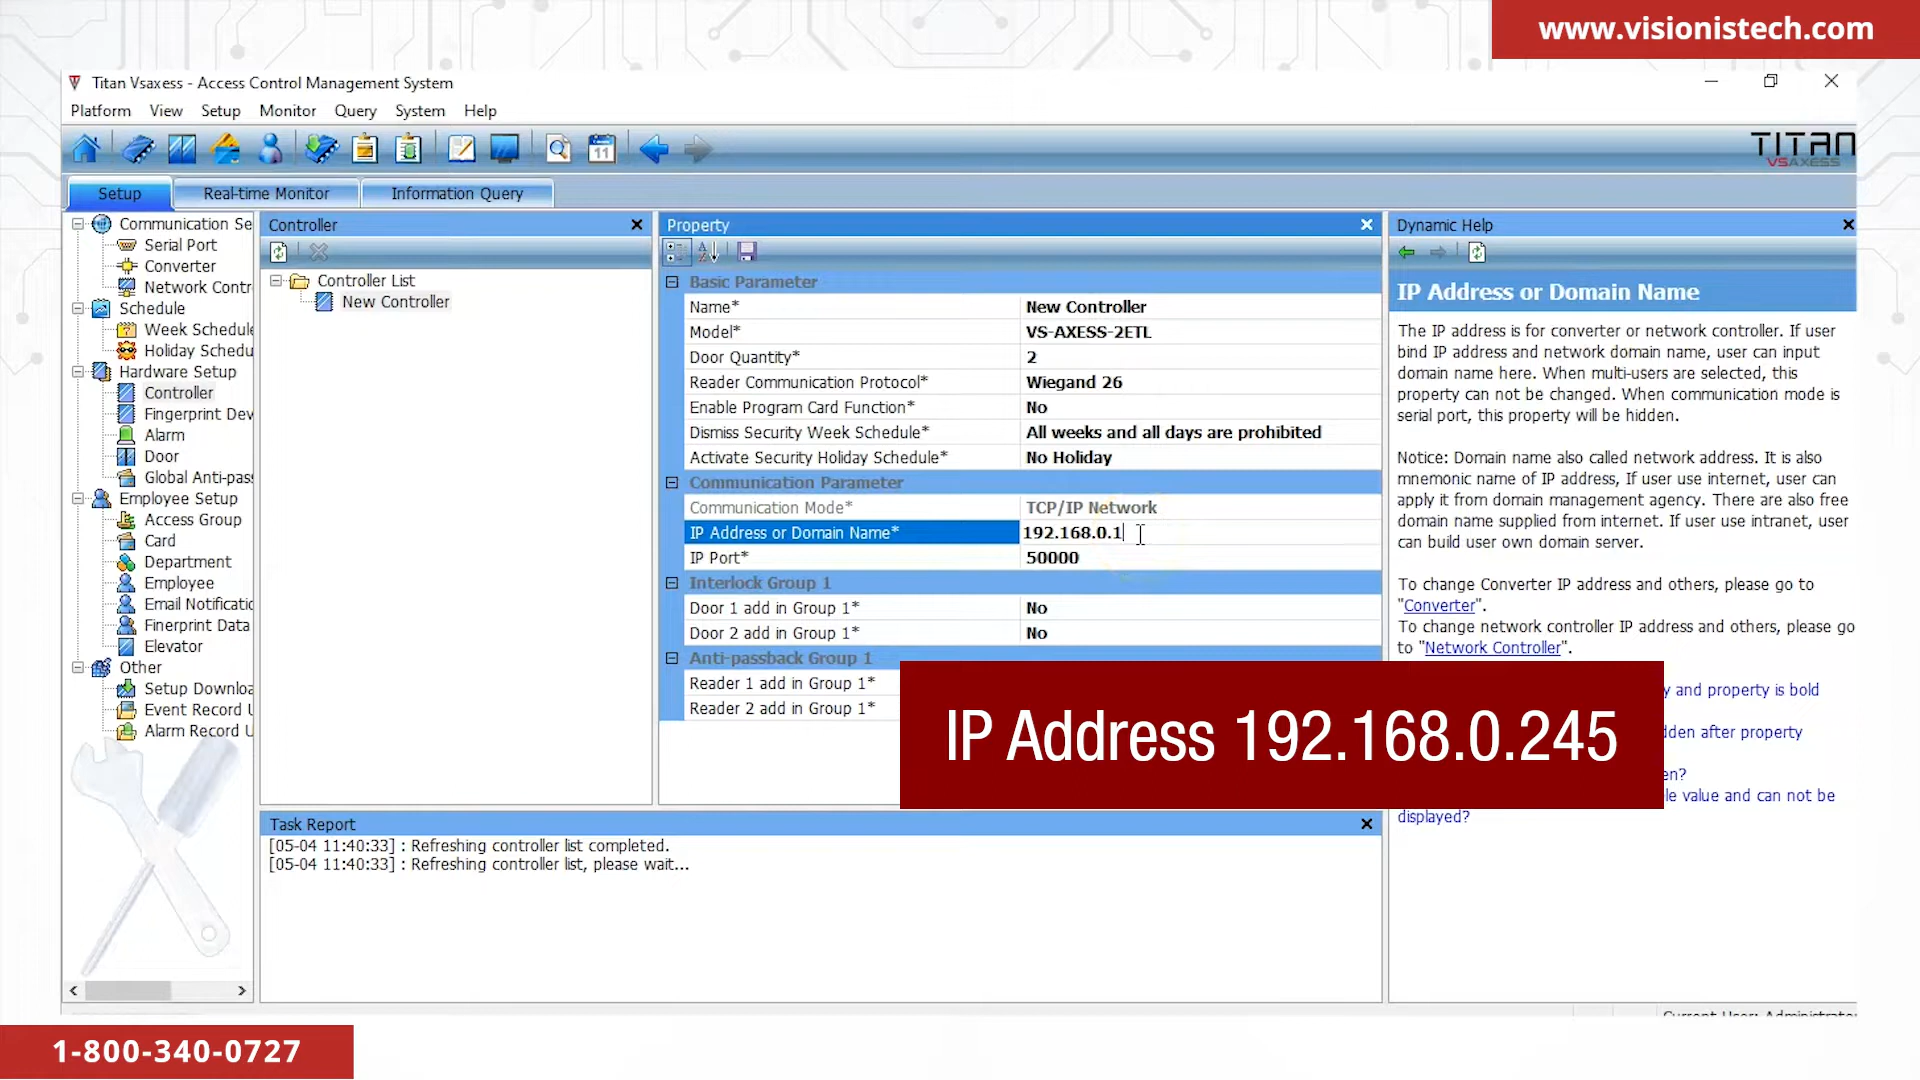 www.visionistech.com
Titan Vsaxess - Access Control Management System
Platform View Setup Monitor Query System Help
11
TITAN
VSAXESS
Setup Real-time Monitor Information Query
Communication Se
Serial Port
Converter
Network Contr
Schedule
Week Schedule
Holiday Schedu
Hardware Setup
Controller
Fingerprint Dev
Alarm
Door
Global Anti-pas
Employee Setup
Access Group
Card
Department
Employee
Email Notificatio
Finerprint Data
Elevator
Other
Setup Downloa
Event Record U
Alarm Record U
Controller
Controller List
New Controller
Property
Basic Parameter
Name* New Controller
Model* VS-AXESS-2ETL
Door Quantity* 2
Reader Communication Protocol* Wiegand 26
Enable Program Card Function* No
Dismiss Security Week Schedule* All weeks and all days are prohibited
Activate Security Holiday Schedule* No Holiday
Communication Parameter
Communication Mode* TCP/IP Network
IP Address or Domain Name* 192.168.0.1
IP Port* 50000
Interlock Group 1
Door 1 add in Group 1* No
Door 2 add in Group 1* No
Anti-passback Group 1
Reader 1 add in Group 1*
Reader 2 add in Group 1*
IP Address 192.168.0.245
Dynamic Help
IP Address or Domain Name
The IP address is for converter or network controller. If user
bind IP address and network domain name, user can input
domain name here. When multi-users are selected, this
property can not be changed. When communication mode is
serial port, this property will be hidden.
Notice: Domain name also called network address. It is also
mnemonic name of IP address, If user use internet, user can
apply it from domain management agency. There are also free
domain name supplied from internet. If user use intranet, user
can build user own domain server.
To change Converter IP address and others, please go to
"Converter".
To change network controller IP address and others, please go
to "Network Controller".
y and property is bold
dden after property
en?
le value and can not be
displayed?
Task Report
[05-04 11:40:33] : Refreshing controller list completed.
[05-04 11:40:33] : Refreshing controller list, please wait...
Current User: Administrator
1-800-340-0727